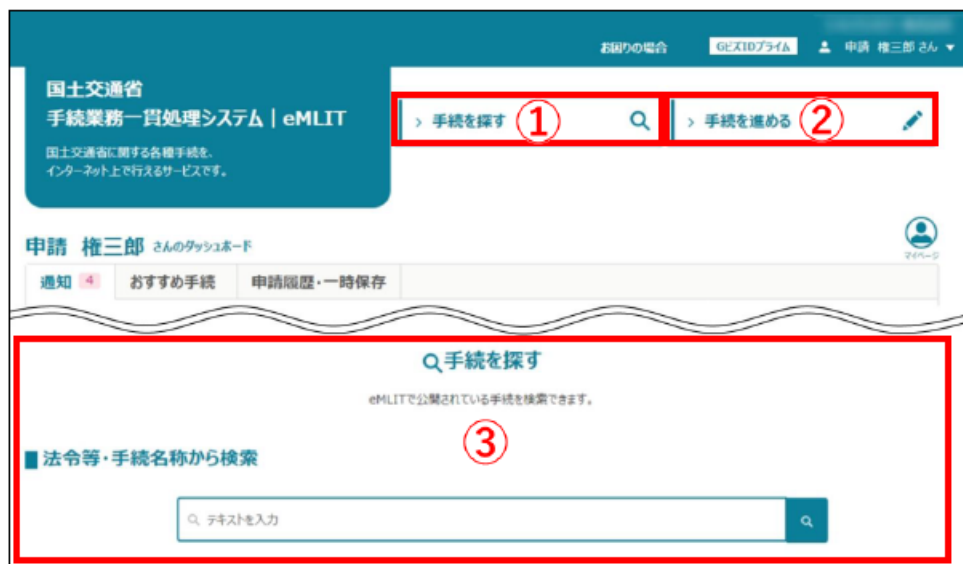 お困りの場合 GビズIDプライム 申請 権三郎 さん ▼
国土交通省
手続業務一貫処理システム | eMLIT
国土交通省に関する各種手続を、
インターネット上で行えるサービスです。
> 手続を探す ①
> 手続を進める ②
申請 権三郎 さんのダッシュボード
マイページ
通知 4 おすすめ手続 申請履歴・一時保存
手続を探す
eMLITで公開されている手続を検索できます。
③
■ 法令等・手続名称から検索
テキストを入力